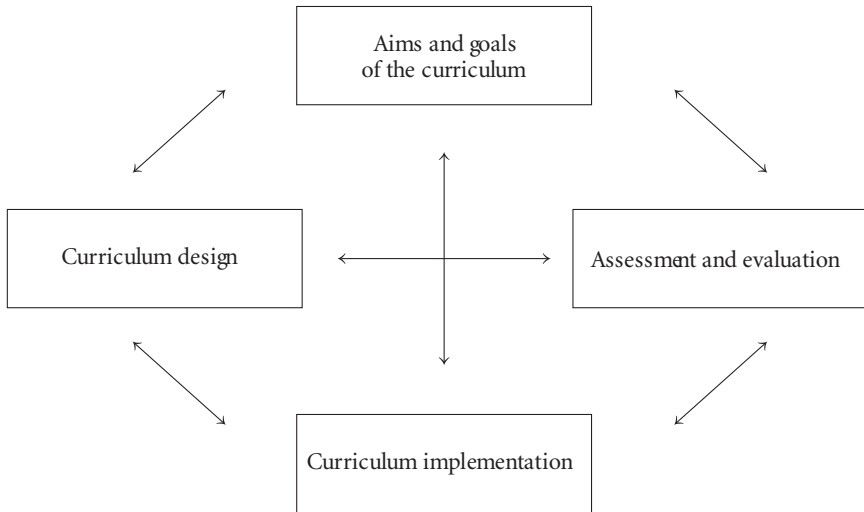 Aims and goals
of the curriculum
Curriculum design
Assessment and evaluation
Curriculum implementation